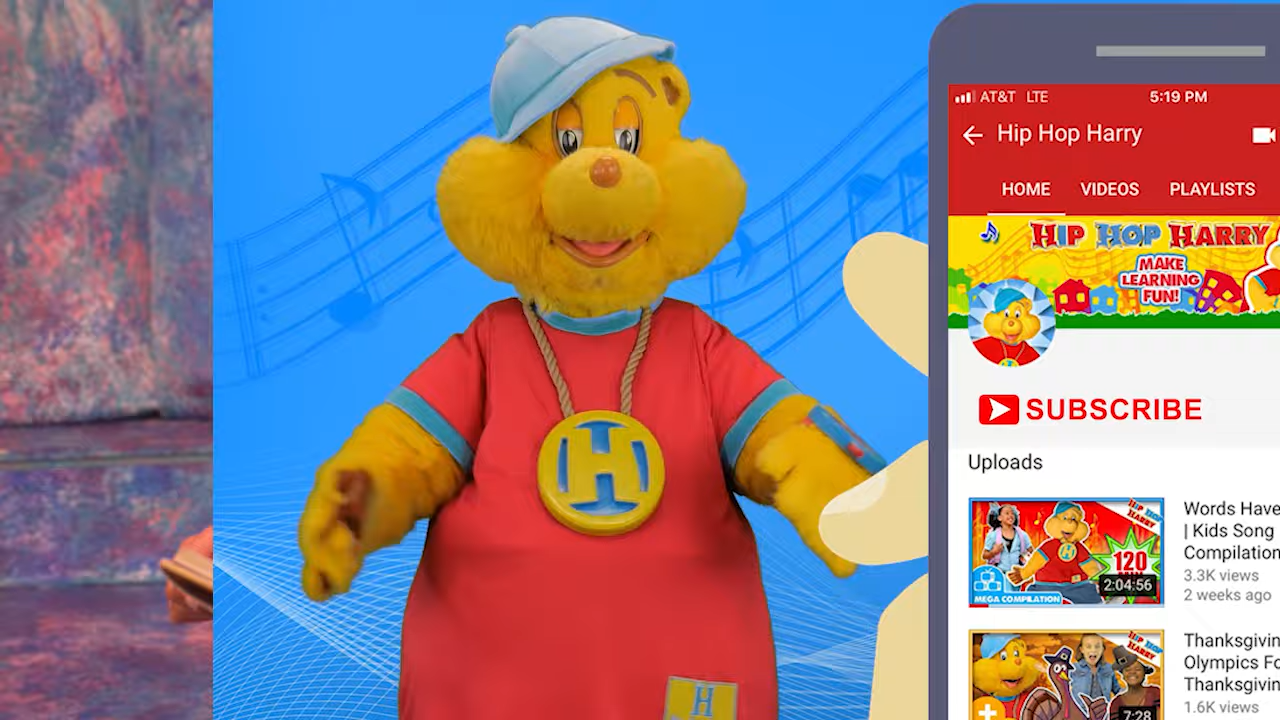 AT&T LTE 5:19 PM
Hip Hop Harry
HOME VIDEOS PLAYLISTS
HIP HOP HARRY
MAKE
LEARNING
FUN!
H
SUBSCRIBE
Uploads
HIP HOP
HARRY
120
2:04:56
MEGA COMPILATION
Words Have
| Kids Song
Compilation
3.3K views
2 weeks ago
HIP HOP
HARRY
7:28
Thanksgivin
Olympics Fo
Thanksgivin
1.6K views
H